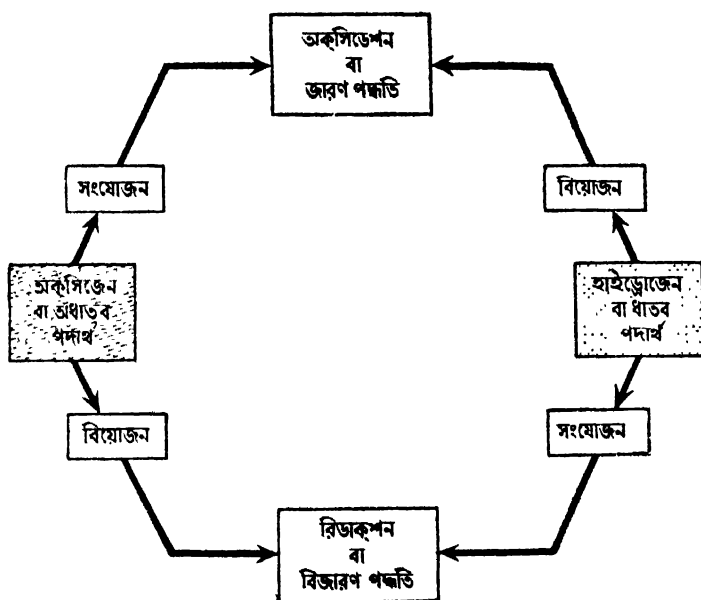 অক্‌সিডেশন
বা
জারণ পদ্ধতি
সংযোজন
বিয়োজন
অক্‌সিজেন
বা অধাতব
পদার্থ
হাইড্রোজেন
বা ধাতব
পদার্থ
বিয়োজন
সংযোজন
রিডাক্‌শন
বা
বিজারণ পদ্ধতি